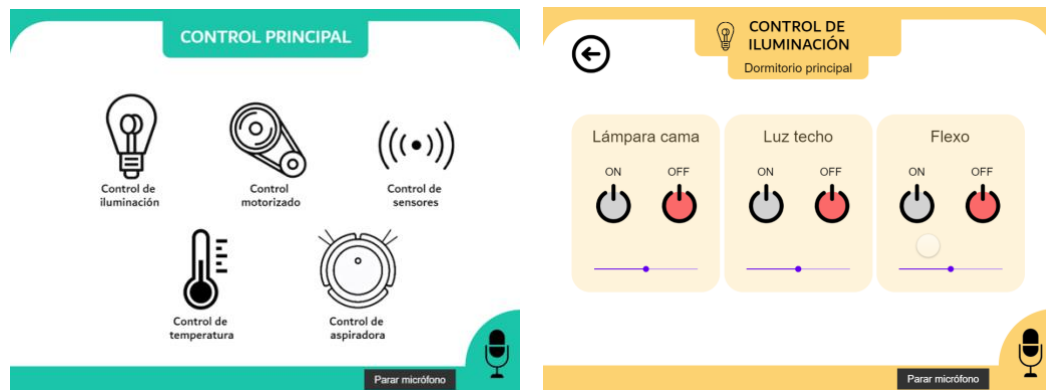 CONTROL PRINCIPAL
Control de
iluminación
Control
motorizado
Control de
sensores
Control de
temperatura
Control de
aspiradora
Parar micrófono
CONTROL DE
ILUMINACIÓN
Dormitorio principal
Lámpara cama
ON OFF
Luz techo
ON OFF
Flexo
ON OFF
Parar micrófono